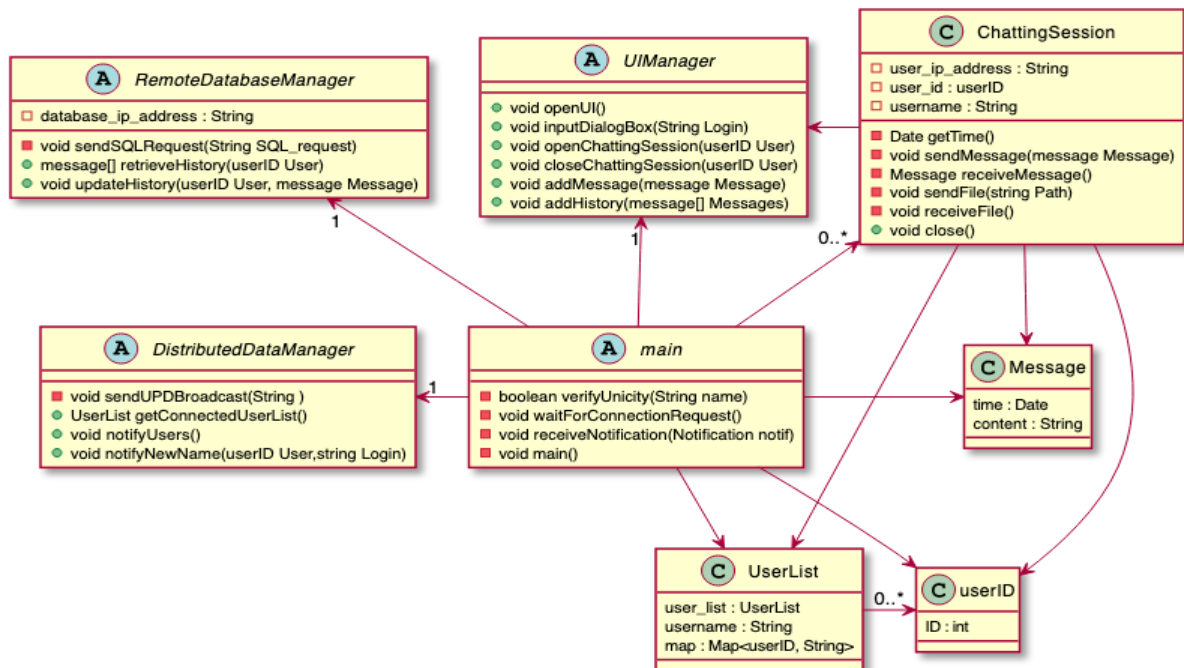 A RemoteDatabaseManager
database_ip_address : String
void sendSQLRequest(String SQL_request)
message[] retrieveHistory(userID User)
void updateHistory(userID User, message Message)
1
A UIManager
void openUI()
void inputDialogBox(String Login)
void openChattingSession(userID User)
void closeChattingSession(userID User)
void addMessage(message Message)
void addHistory(message[] Messages)
1
C ChattingSession
user_ip_address : String
user_id : userID
username : String
Date getTime()
void sendMessage(message Message)
Message receiveMessage()
void sendFile(string Path)
void receiveFile()
void close()
0..*
A DistributedDataManager
void sendUPDBroadcast(String )
UserList getConnectedUserList()
void notifyUsers()
void notifyNewName(userID User,string Login)
1
A main
boolean verifyUnicity(String name)
void waitForConnectionRequest()
void receiveNotification(Notification notif)
void main()
C Message
time : Date
content : String
C UserList
user_list : UserList
username : String
map : Map<userID, String>
0..*
C userID
ID : int